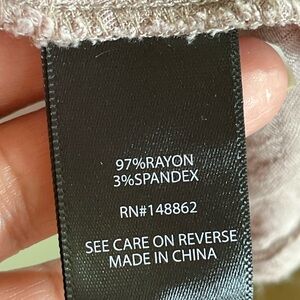 97%RAYON
3%SPANDEX
RN#148862
SEE CARE ON REVERSE
MADE IN CHINA